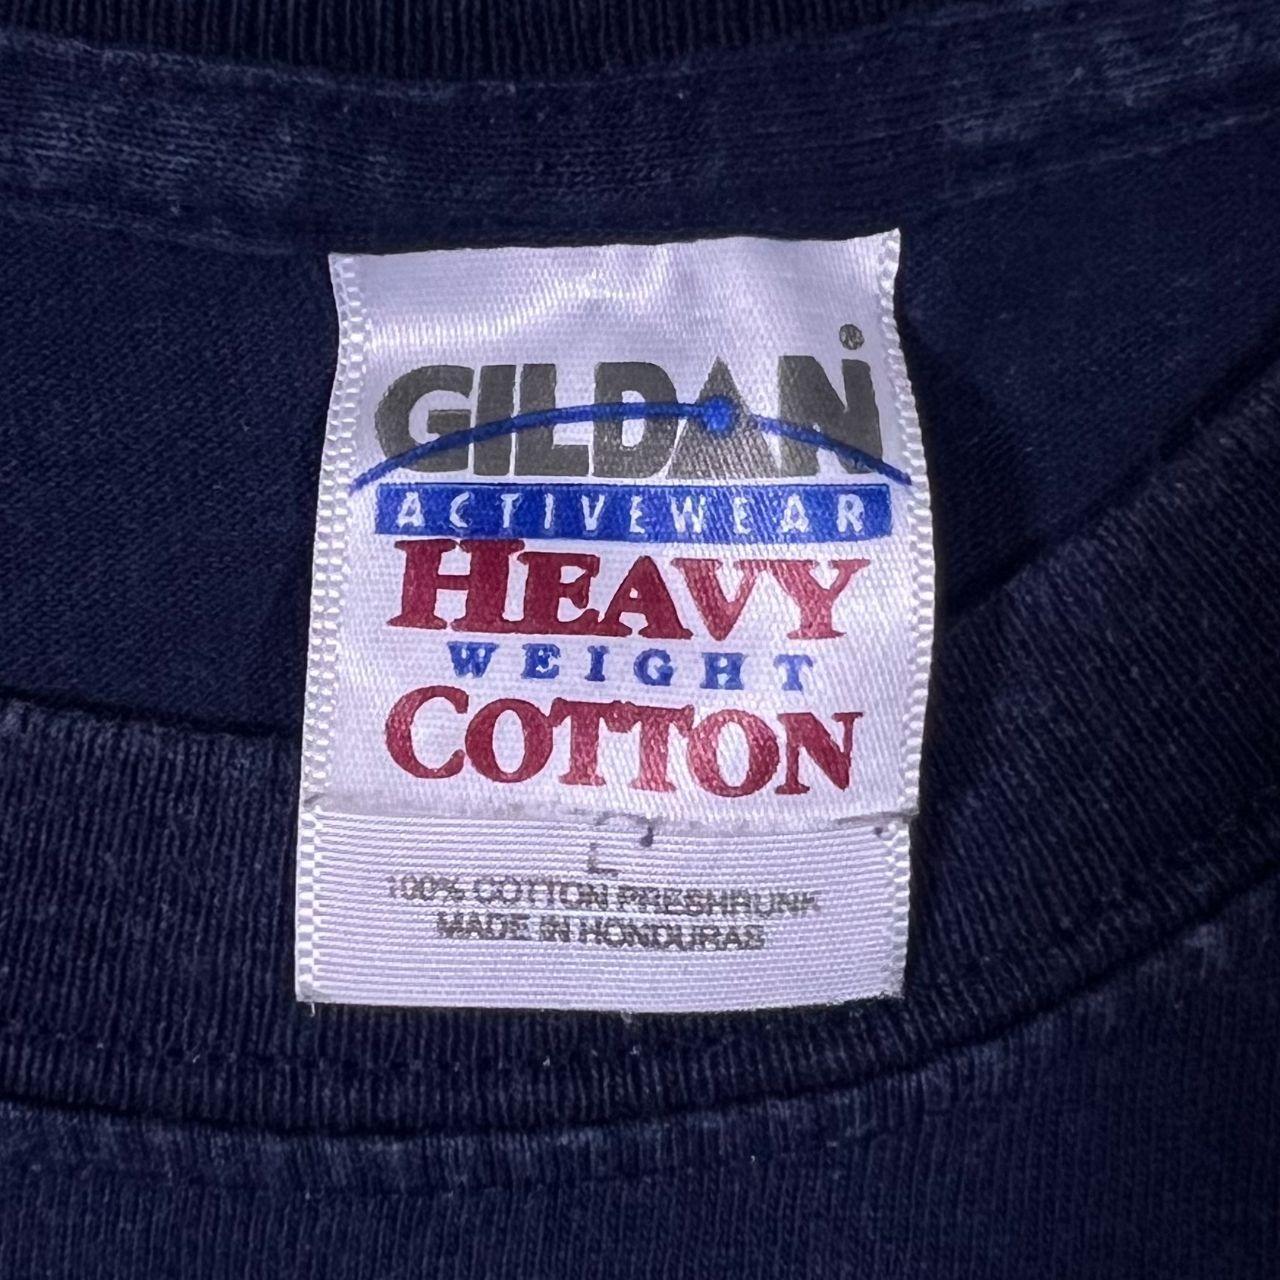 GILDAN®
ACTIVEWEAR
HEAVY
WEIGHT
COTTON
L
100% COTTON PRESHRUNK
MADE IN HONDURAS